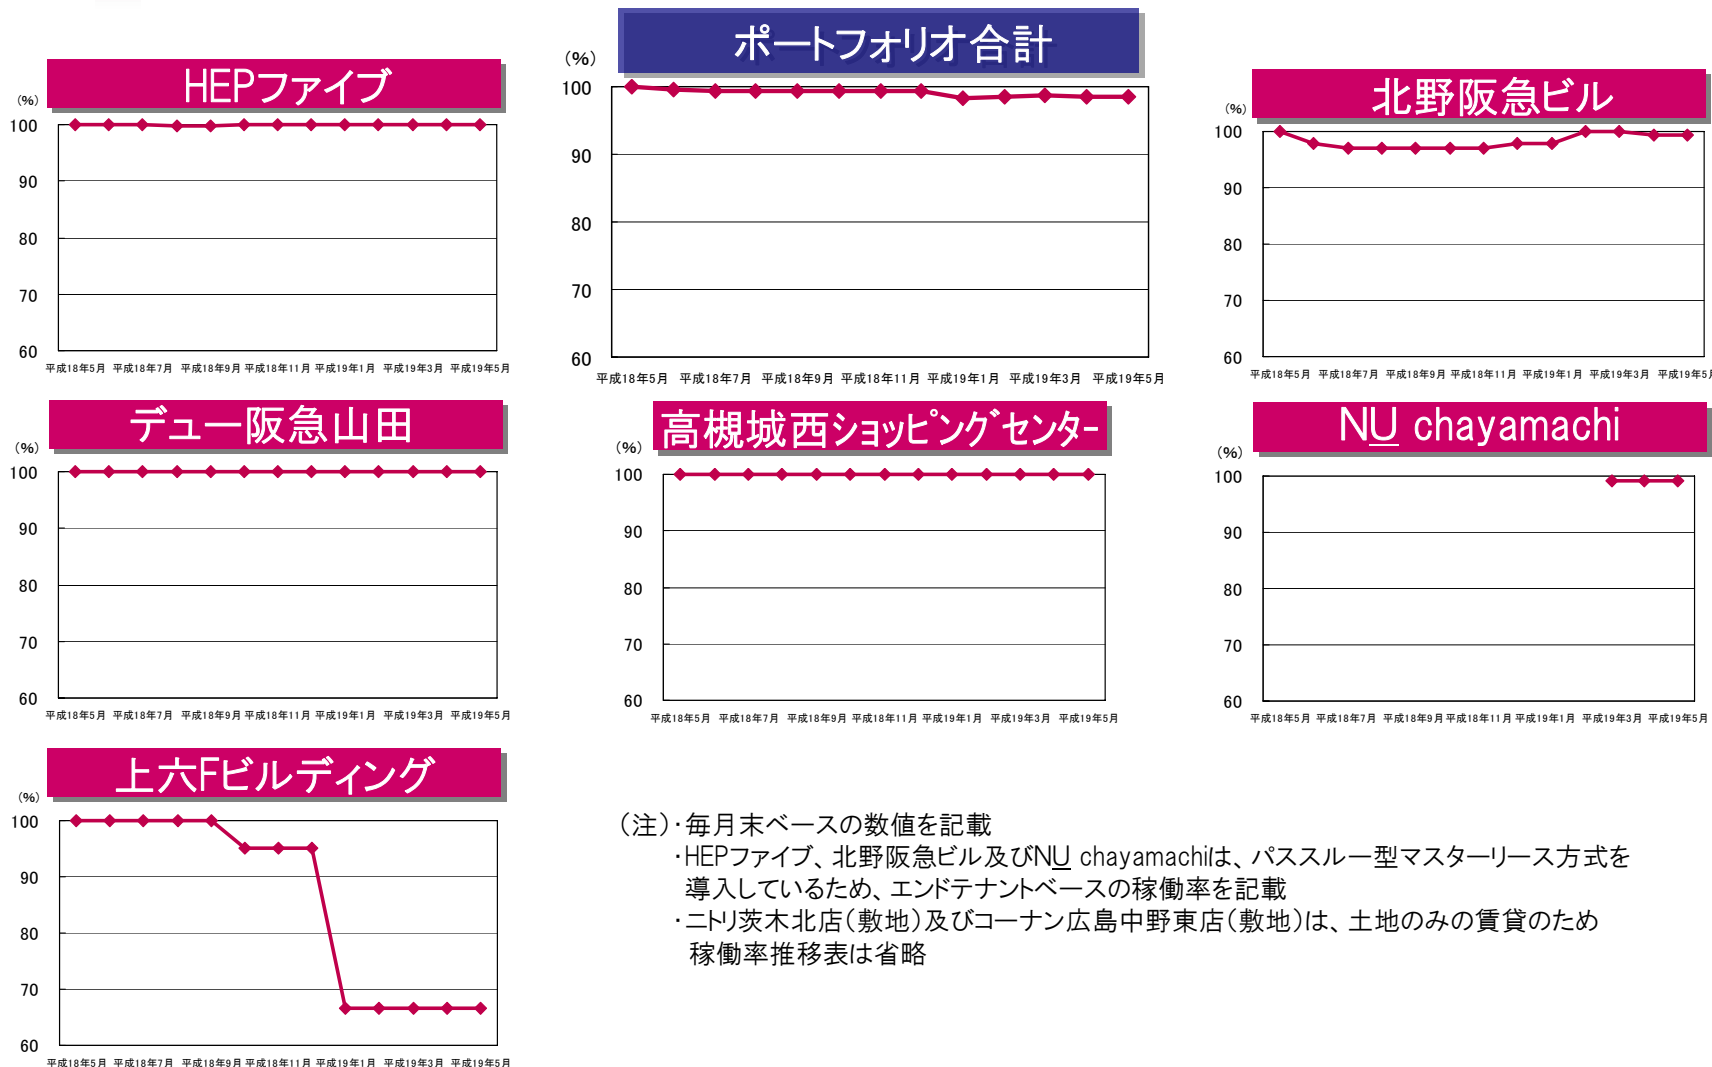 ポートフォリオ合計
(%)
100
90
80
70
60
平成18年5月 平成18年7月 平成18年9月 平成18年11月 平成19年1月 平成19年3月 平成19年5月
HEPファイブ
(%)
100
90
80
70
60
平成18年5月 平成18年7月 平成18年9月 平成18年11月 平成19年1月 平成19年3月 平成19年5月
北野阪急ビル
(%)
100
90
80
70
60
平成18年5月 平成18年7月 平成18年9月 平成18年11月 平成19年1月 平成19年3月 平成19年5月
デュー阪急山田
(%)
100
90
80
70
60
平成18年5月 平成18年7月 平成18年9月 平成18年11月 平成19年1月 平成19年3月 平成19年5月
高槻城西ショッピングセンター
(%)
100
90
80
70
60
平成18年5月 平成18年7月 平成18年9月 平成18年11月 平成19年1月 平成19年3月 平成19年5月
NU chayamachi
(%)
100
90
80
70
60
平成18年5月 平成18年7月 平成18年9月 平成18年11月 平成19年1月 平成19年3月 平成19年5月
上六Fビルディング
(%)
100
90
80
70
60
平成18年5月 平成18年7月 平成18年9月 平成18年11月 平成19年1月 平成19年3月 平成19年5月
(注)・毎月末ベースの数値を記載
・HEPファイブ、北野阪急ビル及びNU chayamachiは、パススルー型マスターリース方式を
導入しているため、エンドテナントベースの稼働率を記載
・ニトリ茨木北店(敷地)及びコーナン広島中野東店(敷地)は、土地のみの賃貸のため
稼働率推移表は省略